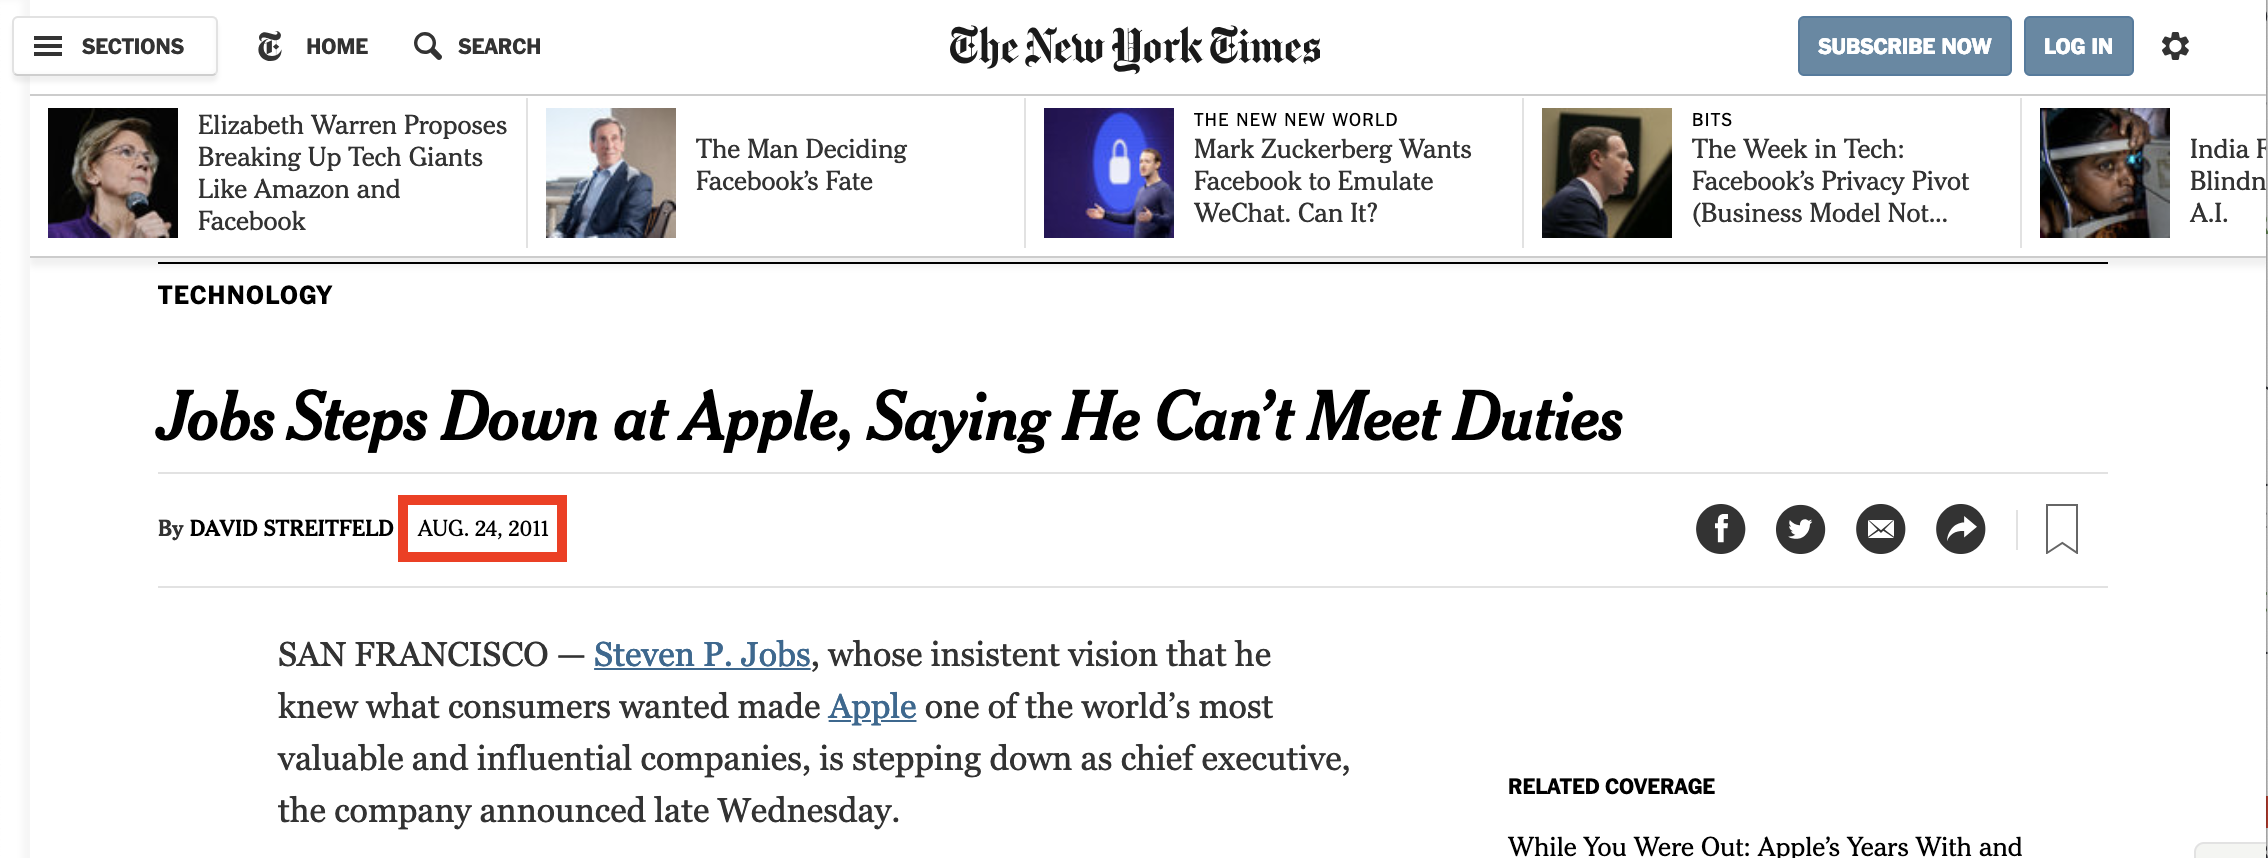 SECTIONS
HOME
SEARCH
The New York Times
SUBSCRIBE NOW
LOG IN
Elizabeth Warren Proposes
Breaking Up Tech Giants
Like Amazon and
Facebook
The Man Deciding
Facebook’s Fate
THE NEW NEW WORLD
Mark Zuckerberg Wants
Facebook to Emulate
WeChat. Can It?
BITS
The Week in Tech:
Facebook’s Privacy Pivot
(Business Model Not...
India
A.I.
TECHNOLOGY
Jobs Steps Down at Apple, Saying He Can’t Meet Duties
By DAVID STREITFELD AUG. 24, 2011
SAN FRANCISCO — Steven P. Jobs, whose insistent vision that he
knew what consumers wanted made Apple one of the world’s most
valuable and influential companies, is stepping down as chief executive,
the company announced late Wednesday.
RELATED COVERAGE
While You Were Out: Apple’s Years With and